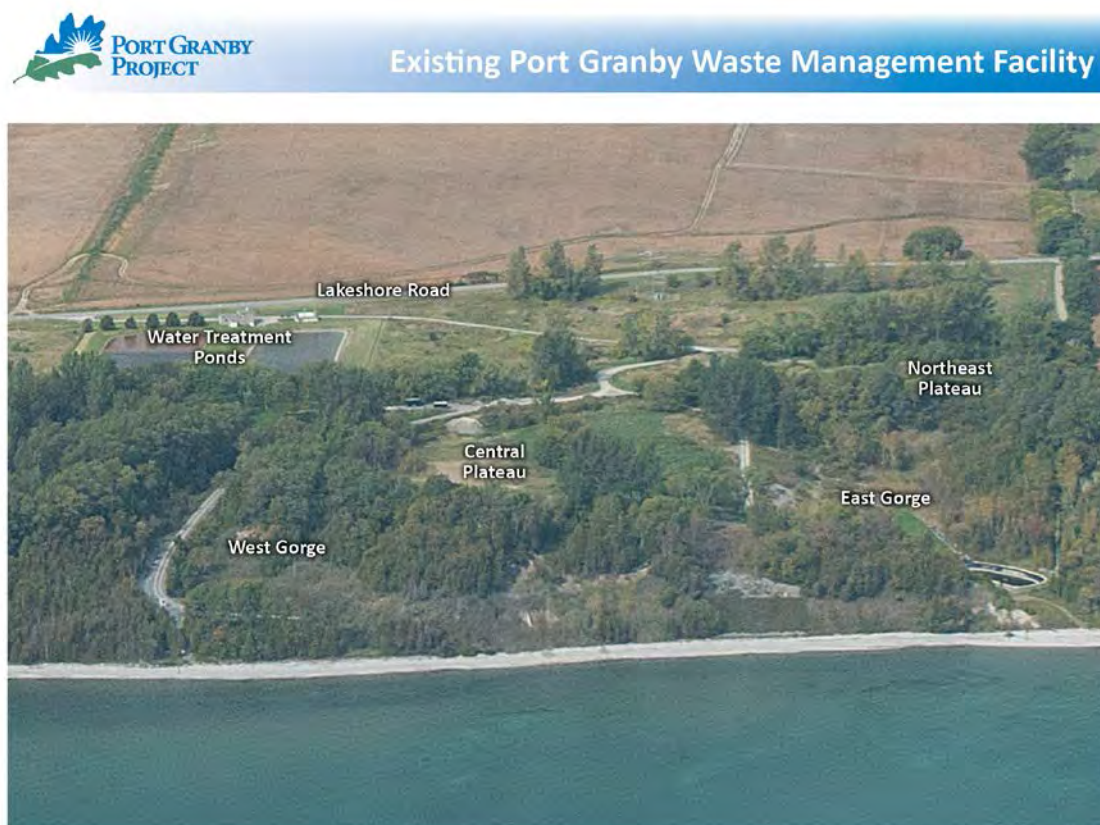 PORT GRANBY
PROJECT
Existing Port Granby Waste Management Facility
Lakeshore Road
Water Treatment
Ponds
Northeast
Plateau
Central
Plateau
East Gorge
West Gorge